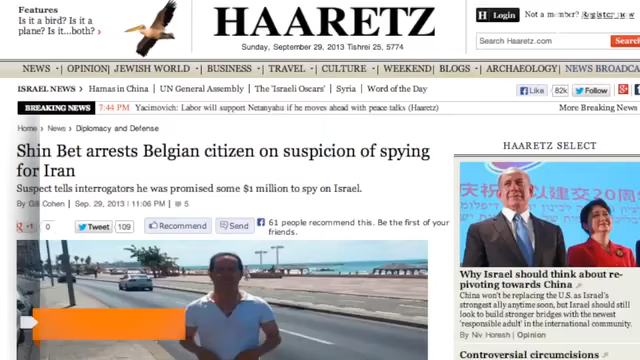 Features
Is it a bird? Is it a
plane? Is it...both? ›
HAARETZ
Sunday, September 29, 2013 Tishrei 25, 5774
H Login
Not a member? Register now
Search Haaretz.com
Search
NEWS
OPINION
JEWISH WORLD
BUSINESS
TRAVEL
CULTURE
WEEKEND
BLOGS
ARCHAEOLOGY
NEWS BROADCA
ISRAEL NEWS
Hamas in China
UN General Assembly
The 'Israeli Oscars'
Syria
Word of the Day
Like
82k
Follow
BREAKING NEWS
7:44 PM Yacimovich: Labor will support Netanyahu if he moves ahead with peace talks (Haaretz)
More Breaking News
Home › News › Diplomacy and Defense
Shin Bet arrests Belgian citizen on suspicion of spying
for Iran
Suspect tells interrogators he was promised some $1 million to spy on Israel.
By Gili Cohen | Sep. 29, 2013 | 11:06 PM | 5
+1
0
Tweet
109
Recommend
Send
61 people recommend this. Be the first of your
friends.
HAARETZ SELECT
Why Israel should think about re-
pivoting towards China
China won't be replacing the U.S. as Israel's
strongest ally anytime soon, but Israel should still
look to build stronger bridges with the newest
'responsible adult' in the international community.
By Niv Horesh | Opinion
Controversial circumcisions